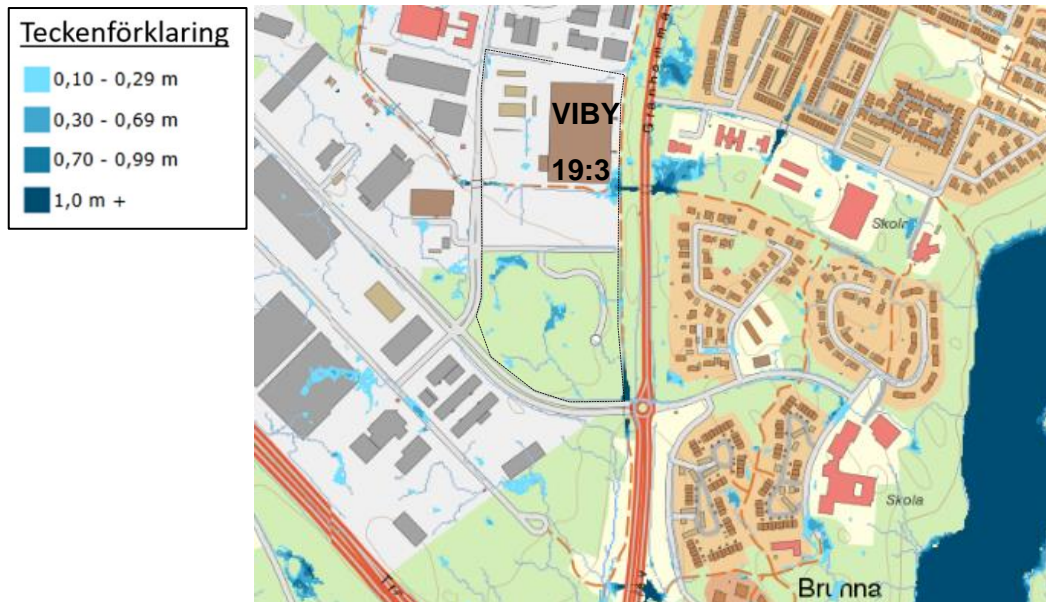 Teckenförklaring
0,10 - 0,29 m
0,30 - 0,69 m
0,70 - 0,99 m
1,0 m +
VIBY
19:3
Skola
Skola